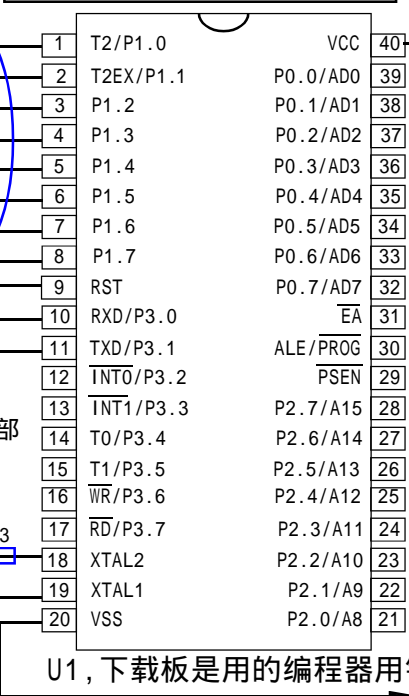 1 T2/P1.0 VCC 40
2 T2EX/P1.1 P0.0/AD0 39
3 P1.2 P0.1/AD1 38
4 P1.3 P0.2/AD2 37
5 P1.4 P0.3/AD3 36
6 P1.5 P0.4/AD4 35
7 P1.6 P0.5/AD5 34
8 P1.7 P0.6/AD6 33
9 RST P0.7/AD7 32
10 RXD/P3.0 EA 31
11 TXD/P3.1 ALE/PROG 30
12 INT0/P3.2 PSEN 29
13 INT1/P3.3 P2.7/A15 28
部 14 T0/P3.4 P2.6/A14 27
15 T1/P3.5 P2.5/A13 26
16 WR/P3.6 P2.4/A12 25
3 17 RD/P3.7 P2.3/A11 24
18 XTAL2 P2.2/A10 23
19 XTAL1 P2.1/A9 22
20 VSS P2.0/A8 21
U1,下载板是用的编程器用